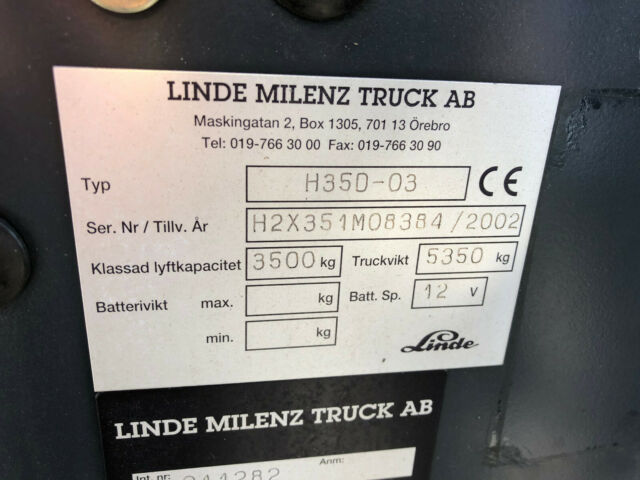 LINDE MILENZ TRUCK AB
Maskingatan 2, Box 1305, 701 13 Örebro
Tel: 019-766 30 00 Fax: 019-766 30 90
Typ H35D-03 CE
Ser. Nr / Tillv. År H2X351M08384/2002
Klassad lyftkapacitet 3500 kg Truckvikt 5350 kg
Batterivikt max. kg Batt. Sp. 12 V
min. kg Linde
LINDE MILENZ TRUCK AB
Int. nr: Anm: